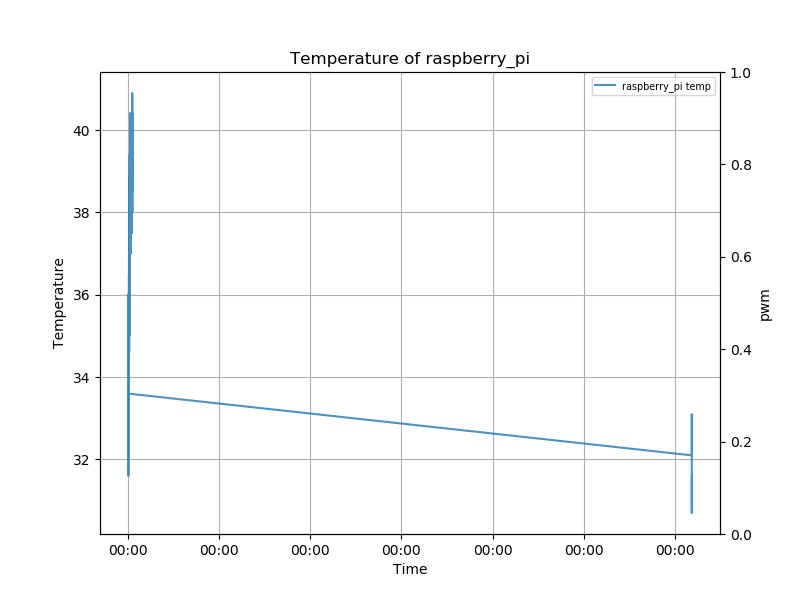 Temperature of raspberry_pi
raspberry_pi temp
40
38
36
34
32
Temperature
1.0
0.8
0.6
0.4
0.2
0.0
pwm
00:00 00:00 00:00 00:00 00:00 00:00 00:00
Time